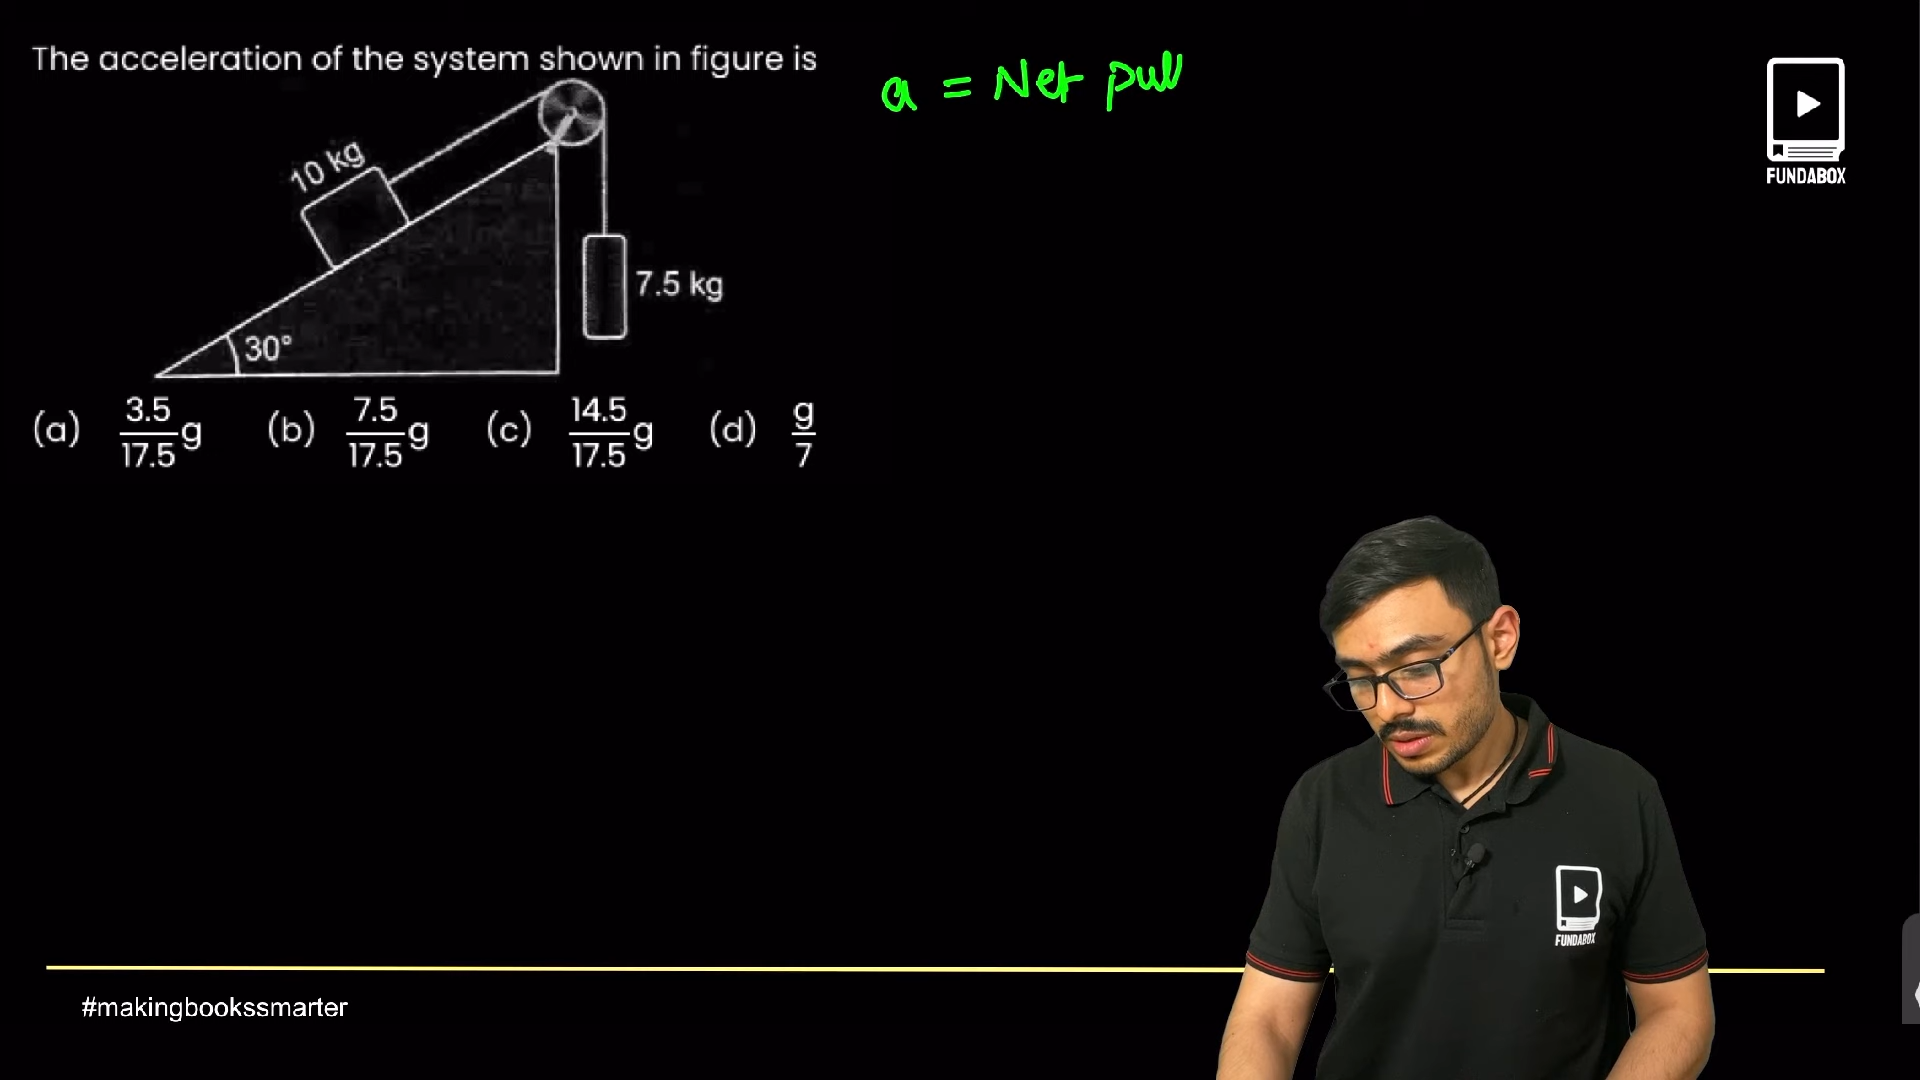 The acceleration of the system shown in figure is
a = Net pull
10 kg
7.5 kg
30°
(a) 3.5/17.5 g (b) 7.5/17.5 g (c) 14.5/17.5 g (d) g/7
FUNDABOX
FUNDABOX
#makingbookssmarter